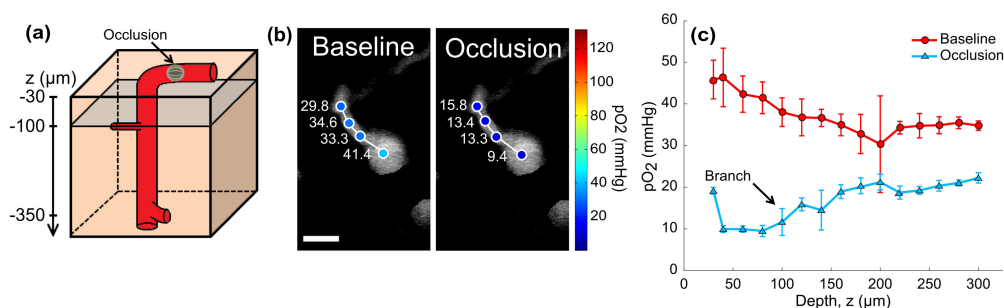 (a)
Occlusion
z (μm)
-30
-100
-350
(b)
Baseline
29.8
34.6
33.3
41.4
Occlusion
15.8
13.4
13.3
9.4
120
100
80
60
40
20
pO2 (mmHg)
(c)
Baseline
Occlusion
pO₂ (mmHg)
60
50
40
30
20
10
0
Branch
0
50
100
150
200
250
300
Depth, z (μm)